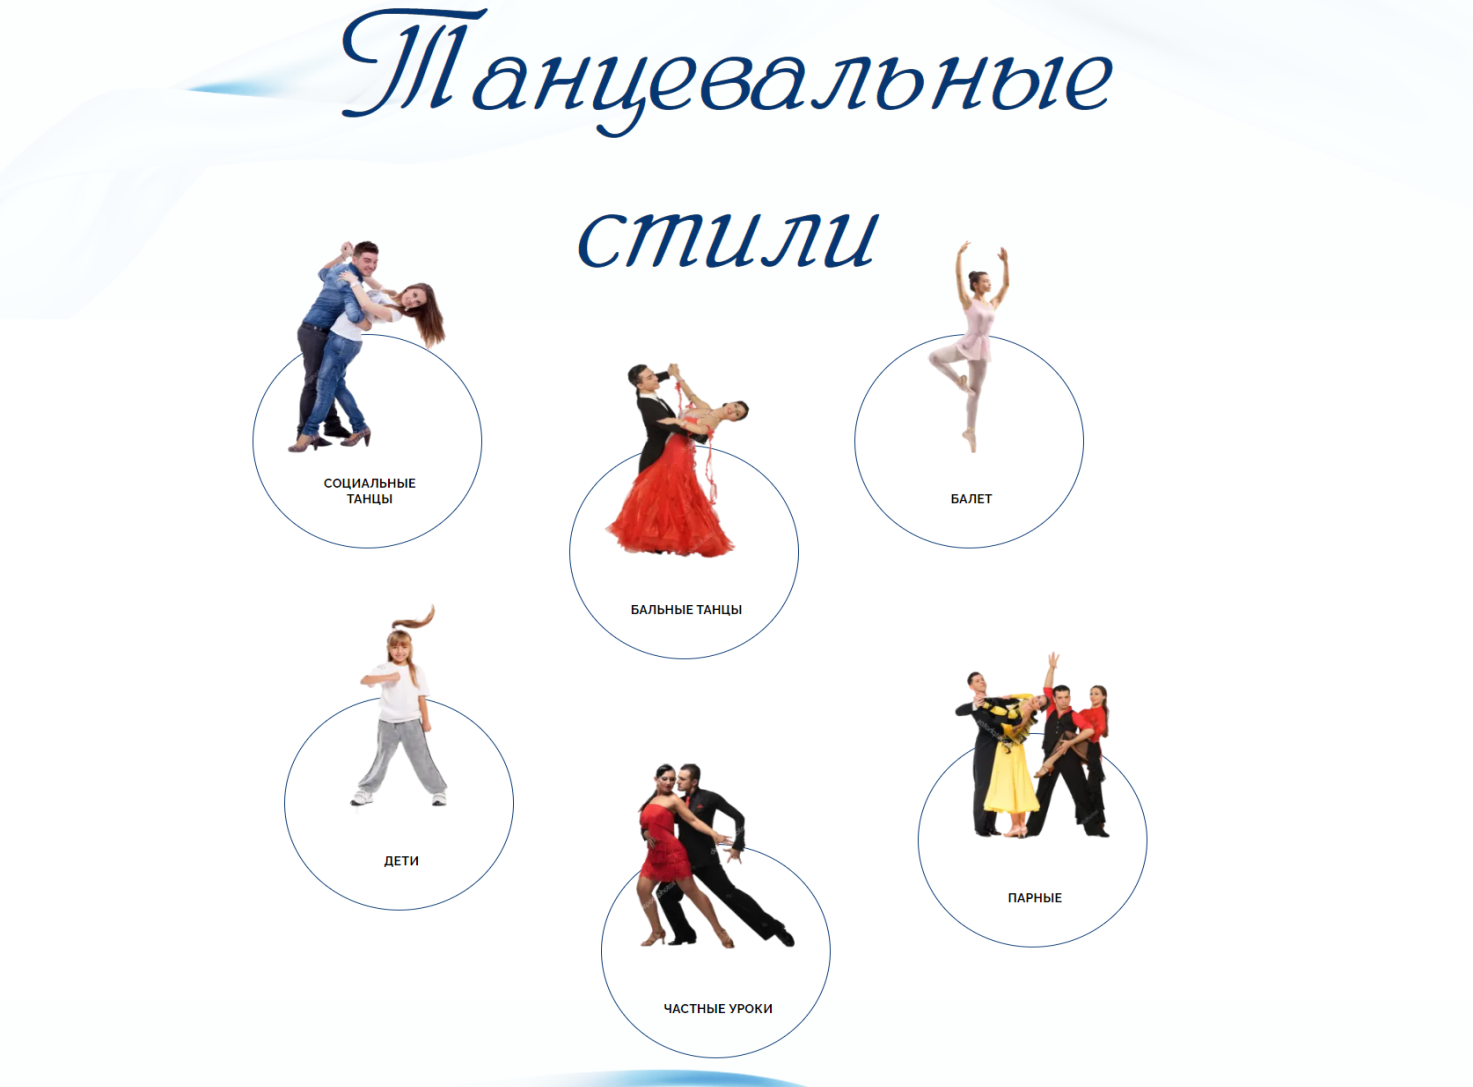 Танцевальные
стили
СОЦИАЛЬНЫЕ
ТАНЦЫ
БАЛЬНЫЕ ТАНЦЫ
БАЛЕТ
ДЕТИ
ЧАСТНЫЕ УРОКИ
ПАРНЫЕ